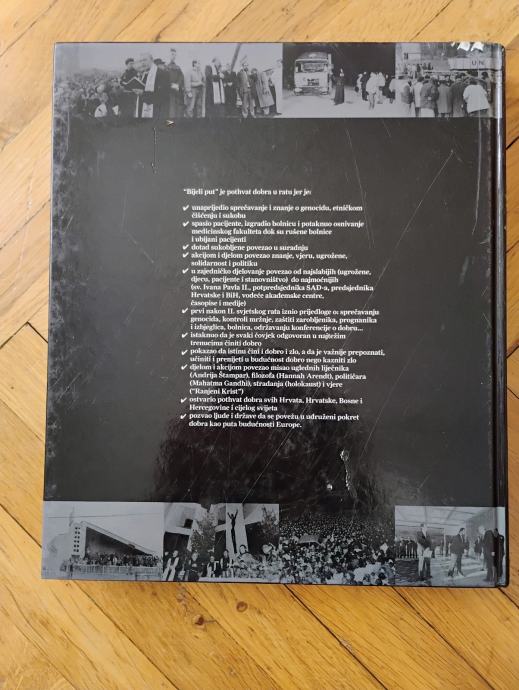 UN
"Bijeli put" je pothvat dobra u ratu jer je:
✔ unaprijedio sprečavanje i znanje o genocidu, etničkom
čišćenju i sukobu
✔ spasio pacijente, izgradio bolnicu i potaknuo osnivanje
medicinskog fakulteta dok su rušene bolnice
i ubijani pacijenti
✔ dotad sukobljene povezao u suradnju
✔ akcijom i djelom povezao znanje, vjeru, ugrožene,
solidarnost i politiku
✔ u zajedničko djelovanje povezao od najslabijih (ugrožene,
djecu, pacijente i stanovništvo) do najmoćnijih
(sv. Ivana Pavla II., potpredsjednika SAD-a, predsjednika
Hrvatske i BiH, vodeće akademske centre,
časopise i medije)
✔ prvi nakon II. svjetskog rata iznio prijedloge o: sprečavanju
genocida, kontroli mržnje, zaštiti zarobljenika, prognanika
i izbjeglica, bolnica, održavanju konferencije o dobru...
✔ istaknuo da je svaki čovjek odgovoran u najtežim
trenucima činiti dobro
✔ pokazao da istinu čini i dobro i zlo, a da je važnije prepoznati,
učiniti i prenijeti u budućnost dobro nego kazniti zlo
✔ djelom i akcijom povezao misao uglednih liječnika
(Andrija Štampar), filozofa (Hannah Arendt), političara
(Mahatma Gandhi), stradanja (holokaust) i vjere
("Ranjeni Krist")
✔ ostvario pothvat dobra svih Hrvata, Hrvatske, Bosne i
Hercegovine i cijelog svijeta
✔ pozvao ljude i države da se povežu u udruženi pokret
dobra kao puta budućnosti Europe.